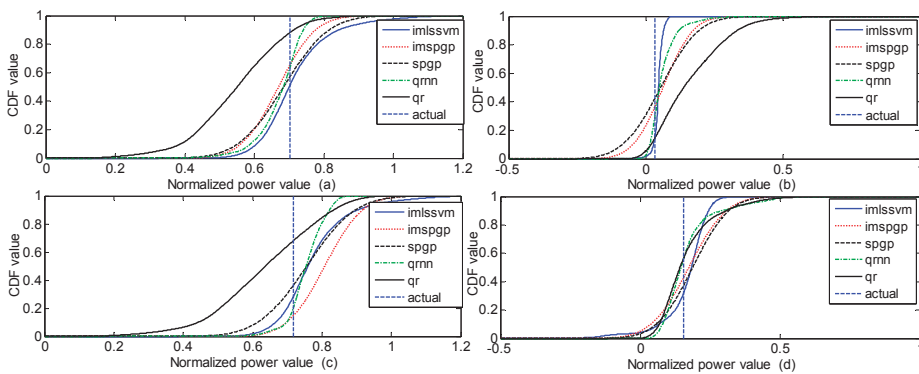 1
0.8
0.6
0.4
0.2
0
CDF value
0 0.2 0.4 0.6 0.8 1 1.2
Normalized power value (a)
imlssvm
imspgp
spgp
qrnn
qr
actual
1
0.8
0.6
0.4
0.2
0
CDF value
-0.5 0 0.5
Normalized power value (b)
imlssvm
imspgp
spgp
qrnn
qr
actual
1
0.8
0.6
0.4
0.2
0
CDF value
0 0.2 0.4 0.6 0.8 1 1.2
Normalized power value (c)
imlssvm
imspgp
spgp
qrnn
qr
actual
1
0.8
0.6
0.4
0.2
0
CDF value
-0.5 0 0.5
Normalized power value (d)
imlssvm
imspgp
spgp
qrnn
qr
actual